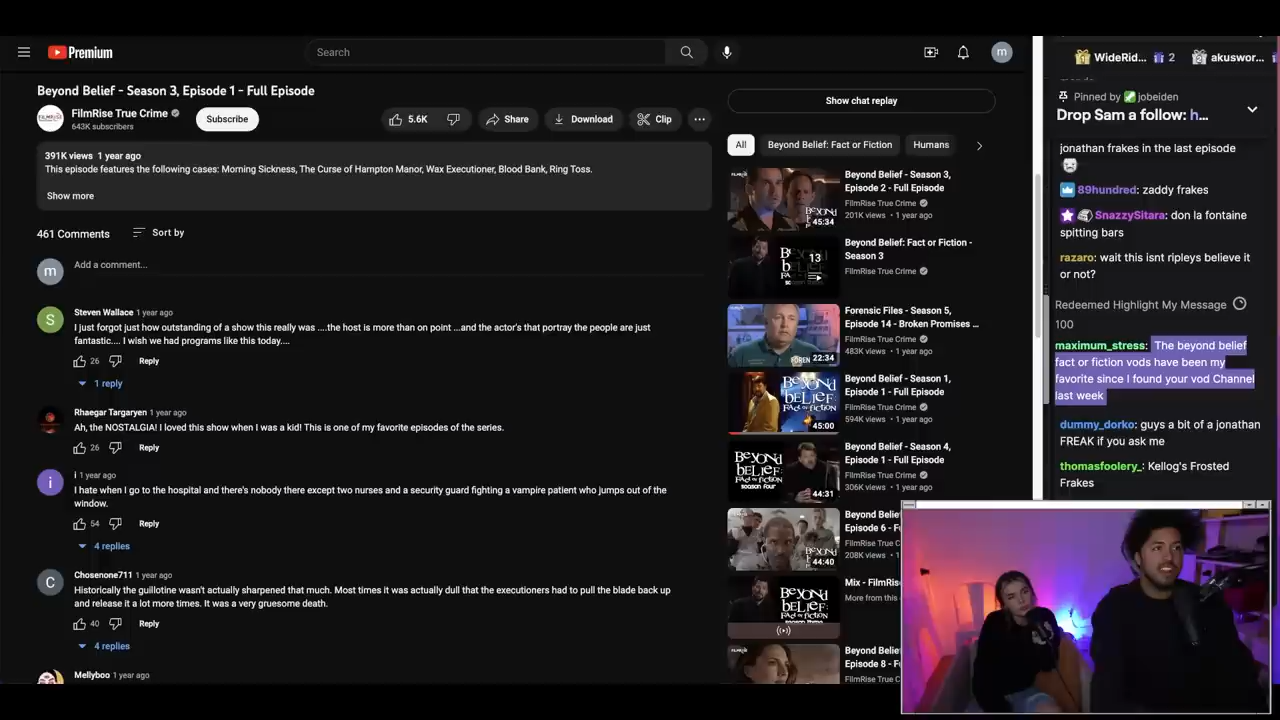 Premium
Search
m
WideRid... 2 akuswor...
Beyond Belief - Season 3, Episode 1 - Full Episode
FilmRise True Crime
643K subscribers
Subscribe
5.6K
Share
Download
Clip
391K views 1 year ago
This episode features the following cases: Morning Sickness, The Curse of Hampton Manor, Wax Executioner, Blood Bank, Ring Toss.
Show more
461 Comments
Sort by
m
Add a comment...
S
Steven Wallace 1 year ago
I just forgot just how outstanding of a show this really was ....the host is more than on point ...and the actor's that portray the people are just
fantastic.... I wish we had programs like this today....
26
Reply
1 reply
Rhaegar Targaryen 1 year ago
Ah, the NOSTALGIA! I loved this show when I was a kid! This is one of my favorite episodes of the series.
26
Reply
i
i 1 year ago
I hate when I go to the hospital and there's nobody there except two nurses and a security guard fighting a vampire patient who jumps out of the
window.
54
Reply
4 replies
C
Chosenone711 1 year ago
Historically the guillotine wasn't actually sharpened that much. Most times it was actually dull that the executioners had to pull the blade back up
and release it a lot more times. It was a very gruesome death.
40
Reply
4 replies
Mellyboo 1 year ago
Show chat replay
All
Beyond Belief: Fact or Fiction
Humans
Beyond Belief - Season 3,
Episode 2 - Full Episode
FilmRise True Crime
201K views • 1 year ago
45:34
Beyond Belief: Fact or Fiction -
Season 3
FilmRise True Crime
13
Forensic Files - Season 5,
Episode 14 - Broken Promises ...
FilmRise True Crime
483K views • 1 year ago
22:34
Beyond Belief - Season 1,
Episode 1 - Full Episode
FilmRise True Crime
594K views • 1 year ago
45:00
Beyond Belief - Season 4,
Episode 1 - Full Episode
FilmRise True Crime
306K views • 1 year ago
44:31
Beyond Belie
Episode 6 - Fu
FilmRise True C
208K views • 1
44:40
Mix - FilmRis
More from this
Beyond Belie
Episode 8 - Fu
FilmRise True C
Pinned by jobeiden
Drop Sam a follow: h...
jonathan frakes in the last episode
89hundred: zaddy frakes
SnazzySitara: don la fontaine
spitting bars
razaro: wait this isnt ripleys believe it
or not?
Redeemed Highlight My Message
100
maximum_stress: The beyond belief
fact or fiction vods have been my
favorite since I found your vod Channel
last week
dummy_dorko: guys a bit of a jonathan
FREAK if you ask me
thomasfoolery_: Kellog's Frosted
Frakes